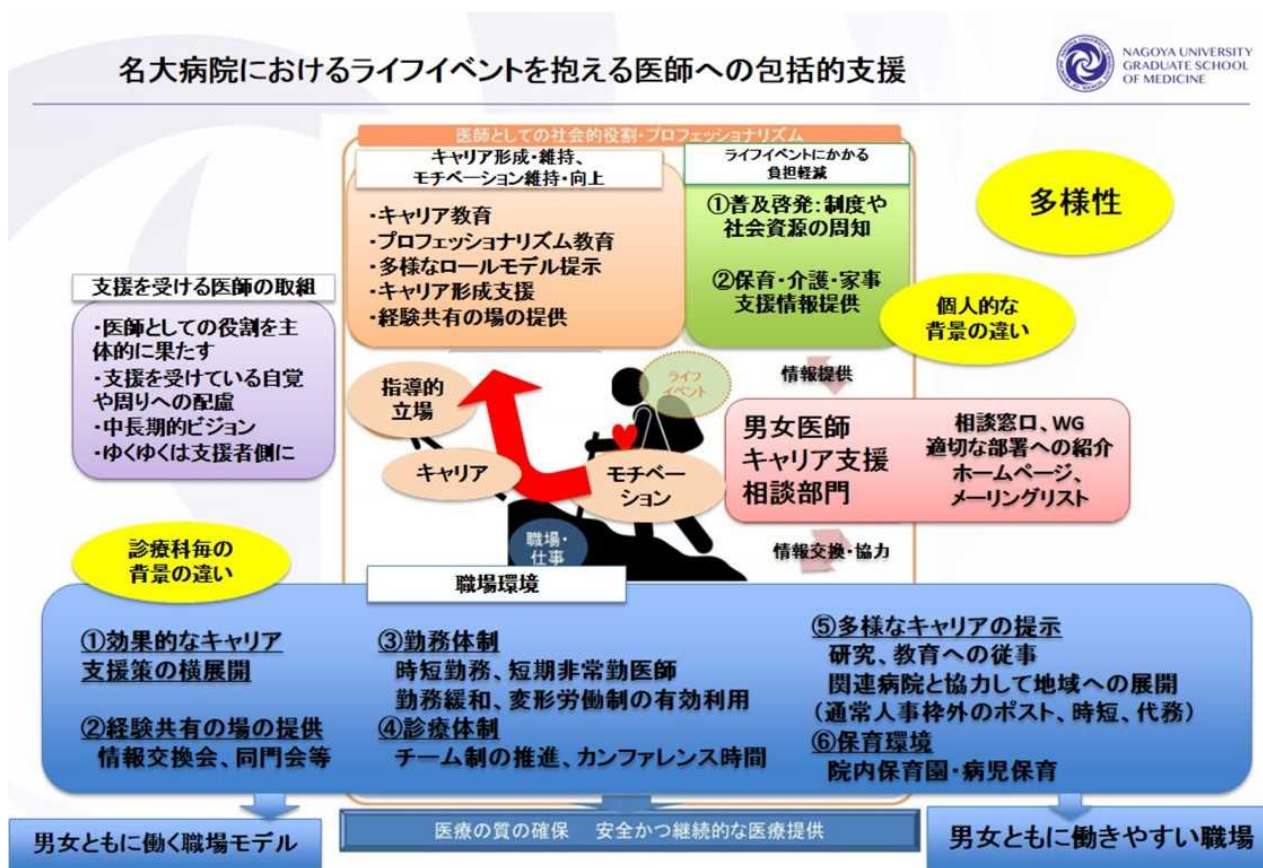 名大病院におけるライフイベントを抱える医師への包括的支援
NAGOYA UNIVERSITY
GRADUATE SCHOOL
OF MEDICINE
医師としての社会的役割・プロフェッショナリズム
キャリア形成・維持、
モチベーション維持・向上
・キャリア教育
・プロフェッショナリズム教育
・多様なロールモデル提示
・キャリア形成支援
・経験共有の場の提供
ライフイベントにかかる
負担軽減
①普及啓発:制度や
社会資源の周知
②保育・介護・家事
支援情報提供
多様性
個人的な
背景の違い
支援を受ける医師の取組
・医師としての役割を主
体的に果たす
・支援を受けている自覚
や周りへの配慮
・中長期的ビジョン
・ゆくゆくは支援者側に
指導的
立場
キャリア
モチベー
ション
ライフ
イベント
職場・
仕事
情報提供
男女医師
キャリア支援
相談部門
相談窓口、WG
適切な部署への紹介
ホームページ、
メーリングリスト
情報交換・協力
診療科毎の
背景の違い
職場環境
①効果的なキャリア
支援策の横展開
②経験共有の場の提供
情報交換会、同門会等
③勤務体制
時短勤務、短期非常勤医師
勤務緩和、変形労働制の有効利用
④診療体制
チーム制の推進、カンファレンス時間
⑤多様なキャリアの提示
研究、教育への従事
関連病院と協力して地域への展開
(通常人事枠外のポスト、時短、代務)
⑥保育環境
院内保育園・病児保育
男女ともに働く職場モデル
医療の質の確保 安全かつ継続的な医療提供
男女ともに働きやすい職場